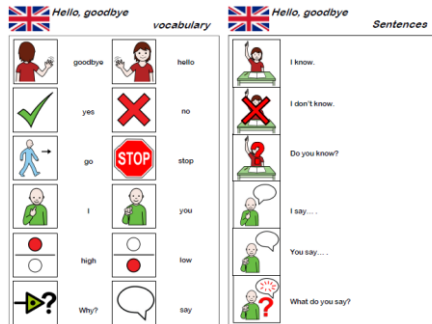 Hello, goodbye
vocabulary
goodbye hello
yes no
go STOP stop
I you
high low
? Why? say
Hello, goodbye
Sentences
I know.
I don't know.
? Do you know?
I say... .
You say... .
? What do you say?